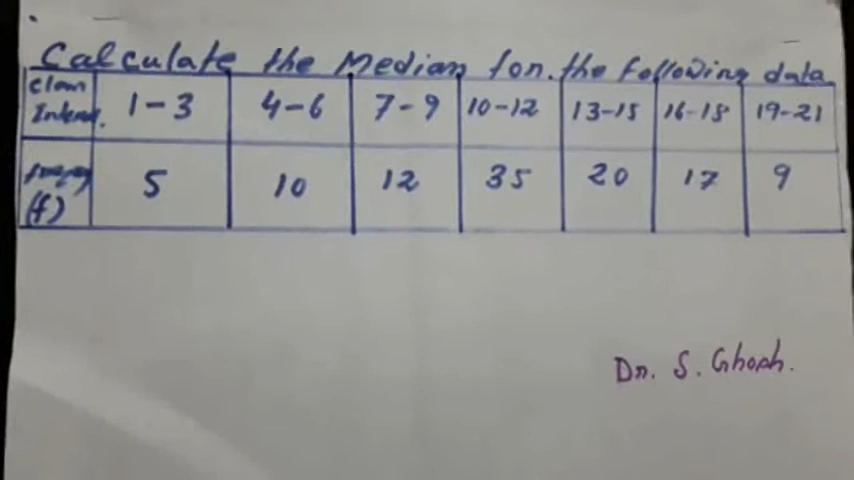 Calculate the Median for the following data
Class 1-3 4-6 7-9 10-12 13-15 16-18 19-21
Interval.
5 10 12 35 20 17 9
(f)
Dr. S. Ghosh.